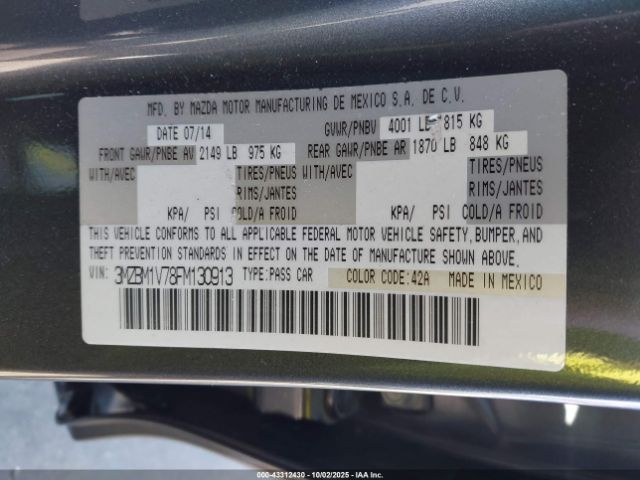 MFD. BY MAZDA MOTOR MANUFACTURING DE MEXICO S.A. DE C.V.
DATE 07/14 GVWR/PNBV 4001 LB 1815 KG
FRONT GAWR/PNBE AV 2149 LB 975 KG REAR GAWR/PNBE AR 1870 LB 848 KG
WITH/AVEC TIRES/PNEUS WITH/AVEC TIRES/PNEUS
RIMS/JANTES RIMS/JANTES
KPA/ PSI COLD/A FROID KPA/ PSI COLD/A FROID
THIS VEHICLE CONFORMS TO ALL APPLICABLE FEDERAL MOTOR VEHICLE SAFETY, BUMPER, AND
THEFT PREVENTION STANDARDS IN EFFECT ON THE DATE OF MANUFACTURE SHOWN ABOVE.
VIN: 3MZBM1V78FM130913 TYPE: PASS CAR COLOR CODE: 42A MADE IN MEXICO
000-43312430 - 10/02/2025 - IAA Inc.